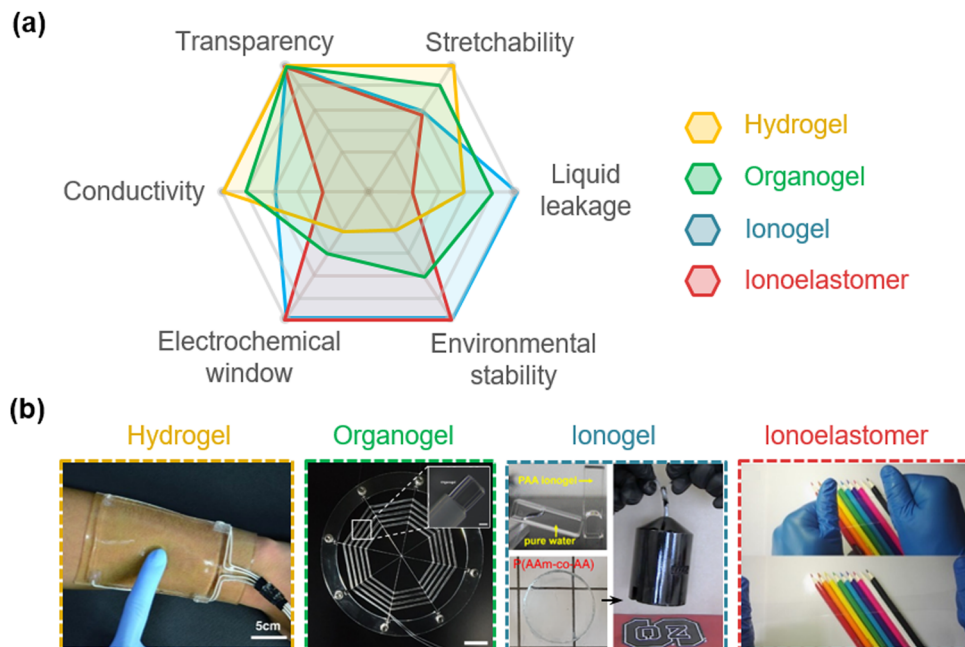 (a)
Transparency
Stretchability
Conductivity
Liquid
leakage
Electrochemical
window
Environmental
stability
Hydrogel
Organogel
Ionogel
Ionoelastomer
(b)
Hydrogel
Organogel
Ionogel
Ionoelastomer
5cm
Organogel
PAA Ionogel
pure water
P(AAm-co-AA)